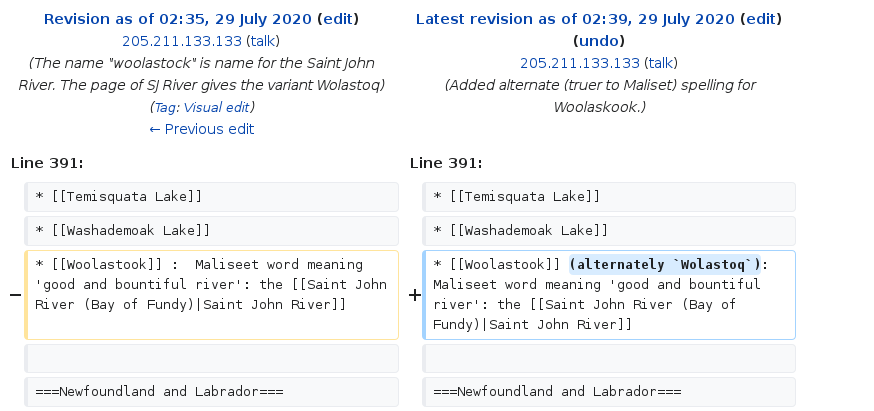 Revision as of 02:35, 29 July 2020 (edit)
205.211.133.133 (talk)
(The name "woolastock" is name for the Saint John
River. The page of SJ River gives the variant Wolastoq)
(Tag: Visual edit)
← Previous edit
Latest revision as of 02:39, 29 July 2020 (edit)
(undo)
205.211.133.133 (talk)
(Added alternate (truer to Maliset) spelling for
Woolaskook.)
Line 391:
* [[Temisquata Lake]]
* [[Washademoak Lake]]
− * [[Woolastook]] :  Maliseet word meaning
'good and bountiful river': the [[Saint John
River (Bay of Fundy)|Saint John River]]
===Newfoundland and Labrador===
Line 391:
* [[Temisquata Lake]]
* [[Washademoak Lake]]
+ * [[Woolastook]] (alternately `Wolastoq`):
Maliseet word meaning 'good and bountiful
river': the [[Saint John River (Bay of
Fundy)|Saint John River]]
===Newfoundland and Labrador===